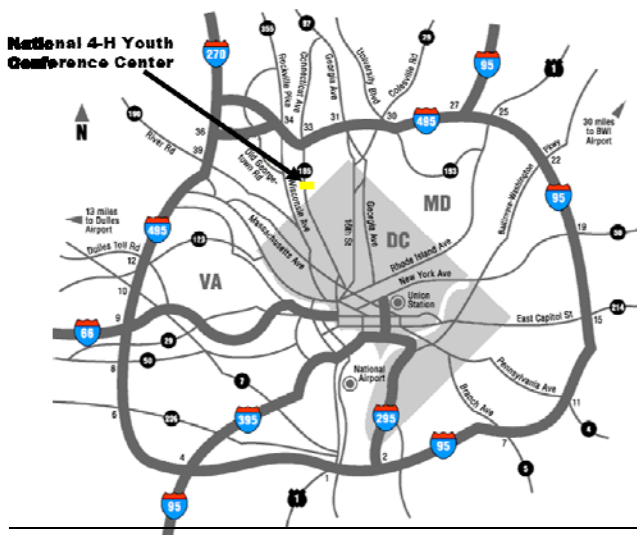 National 4-H Youth
Conference Center
270
355
97
29
95
1
Rockville Pike
Connecticut Ave
Georgia Ave
University Blvd
Colesville Rd
N
190
River Rd
36
39
34
33
31
30
27
25
495
30 miles
to BWI
Airport
Old George-
town Rd
185
193
22
Baltimore-Washington Pkwy
Wisconsin Ave
MD
95
13 miles
to Dulles
Airport
495
Massachusetts Ave
16th St
Georgia Ave
DC
Rhode Island Ave
19
50
Dulles Toll Rd
123
12
VA
New York Ave
10
Union
Station
East Capitol St
214
9
66
29
15
8
50
National
Airport
Pennsylvania Ave
7
Branch Ave
11
395
295
6
236
95
7
4
4
2
5
95
1
1